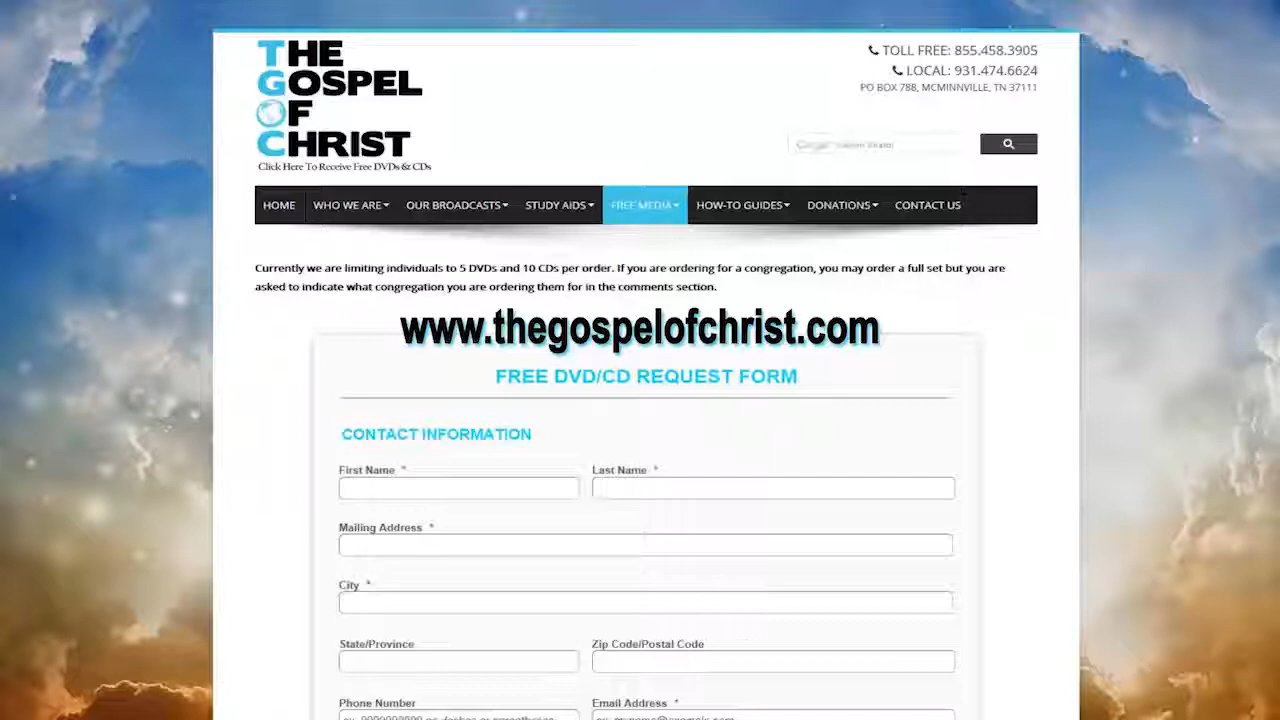 THE
GOSPEL
OF
CHRIST
Click Here To Receive Free DVDs & CDs
TOLL FREE: 855.458.3905
LOCAL: 931.474.6624
PO BOX 788, MCMINNVILLE, TN 37111
HOME WHO WE ARE OUR BROADCASTS STUDY AIDS FREE MEDIA HOW-TO GUIDES DONATIONS CONTACT US
Currently we are limiting individuals to 5 DVDs and 10 CDs per order. If you are ordering for a congregation, you may order a full set but you are
asked to indicate what congregation you are ordering them for in the comments section.
www.thegospelofchrist.com
FREE DVD/CD REQUEST FORM
CONTACT INFORMATION
First Name * Last Name *
Mailing Address *
City *
State/Province Zip Code/Postal Code
Phone Number Email Address *